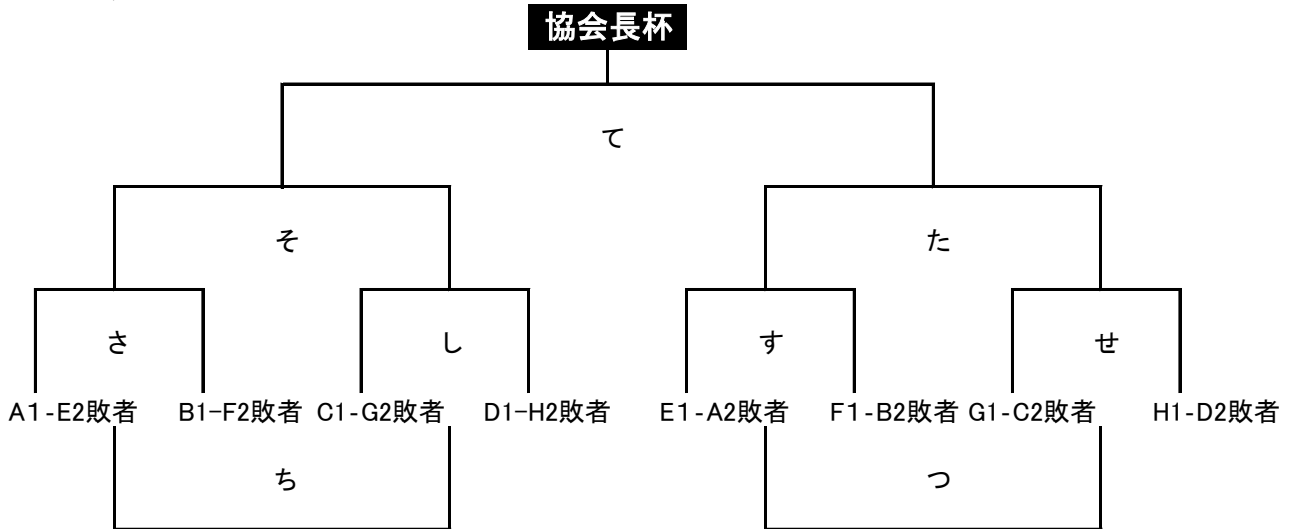 協会長杯
て
そ た
さ し す せ
A1-E2敗者 B1-F2敗者 C1-G2敗者 D1-H2敗者 E1-A2敗者 F1-B2敗者 G1-C2敗者 H1-D2敗者
ち つ